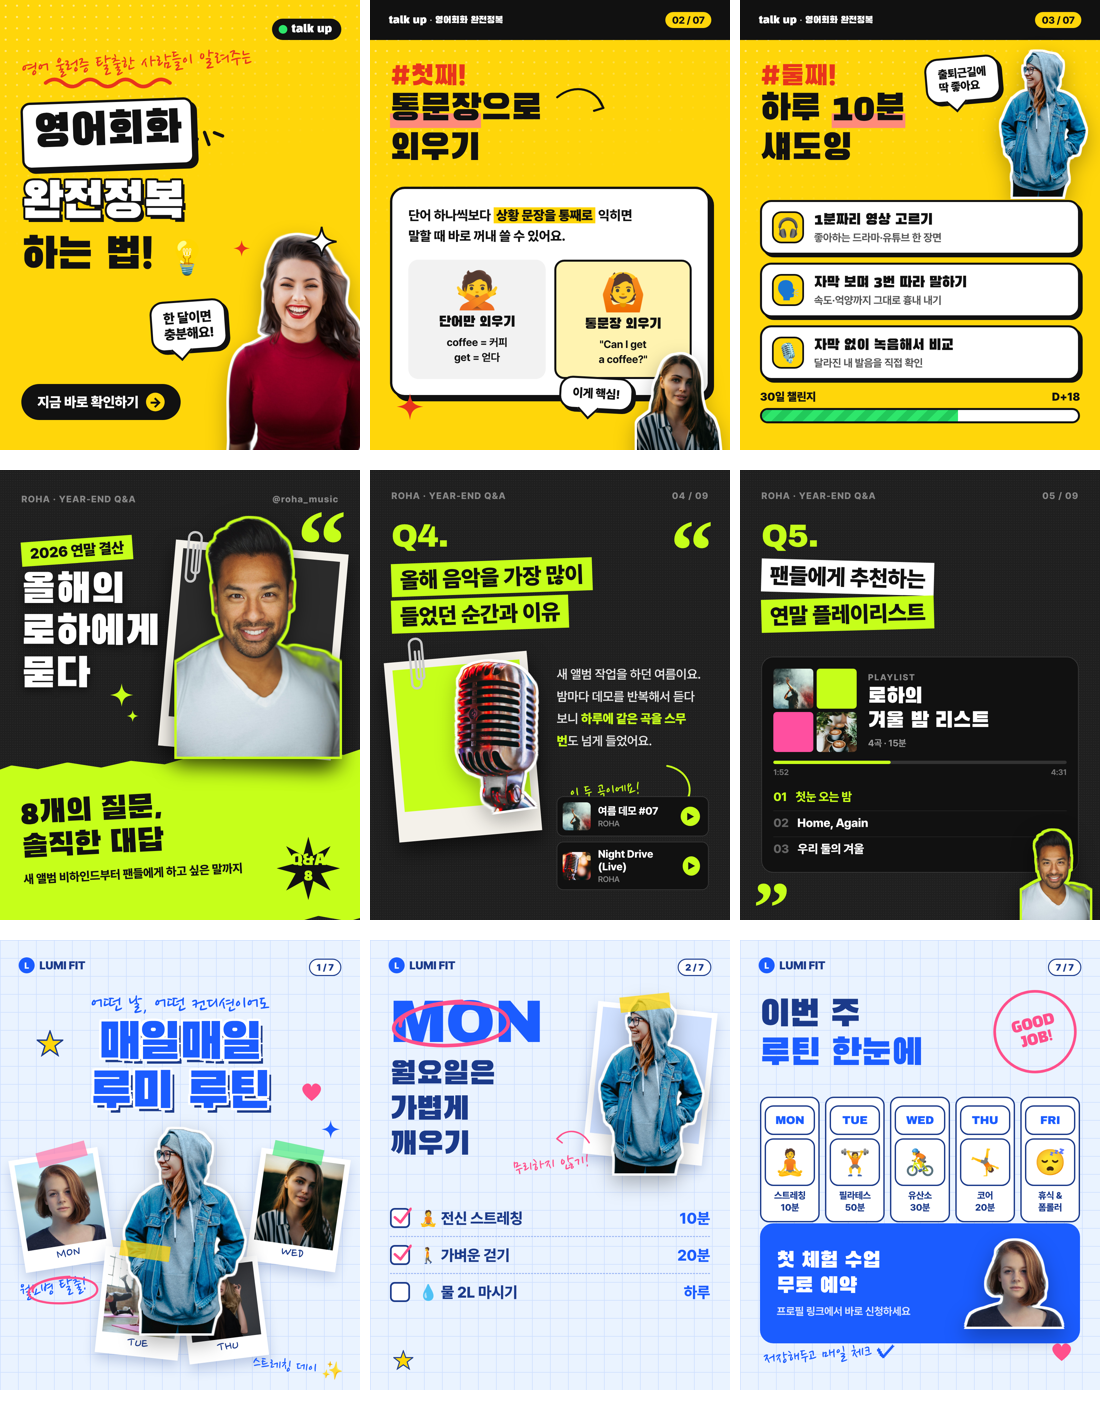 talk up
영어 울렁증 탈출한 사람들이 알려주는
영어회화
완전정복
하는 법!
한 달이면
충분해요!
지금 바로 확인하기
talk up · 영어회화 완전정복
02 / 07
#첫째!
통문장으로
외우기
단어 하나씩보다 상황 문장을 통째로 익히면
말할 때 바로 꺼내 쓸 수 있어요.
단어만 외우기
coffee = 커피
get = 얻다
통문장 외우기
"Can I get
a coffee?"
이게 핵심!
talk up · 영어회화 완전정복
03 / 07
#둘째!
하루 10분
섀도잉
출퇴근길에
딱 좋아요
1분짜리 영상 고르기
좋아하는 드라마·유튜브 한 장면
자막 보며 3번 따라 말하기
속도·억양까지 그대로 흉내 내기
자막 없이 녹음해서 비교
달라진 내 발음을 직접 확인
30일 챌린지
D+18
ROHA · YEAR-END Q&A
@roha_music
2026 연말 결산
올해의
로하에게
묻다
8개의 질문,
솔직한 대답
새 앨범 비하인드부터 팬들에게 하고 싶은 말까지
Q&A
8
ROHA · YEAR-END Q&A
04 / 09
Q4.
올해 음악을 가장 많이
들었던 순간과 이유
새 앨범 작업을 하던 여름이요.
밤마다 데모를 반복해서 듣다
보니 하루에 같은 곡을 스무
번도 넘게 들었어요.
이 두 곡이에요!
여름 데모 #07
ROHA
Night Drive
(Live)
ROHA
ROHA · YEAR-END Q&A
05 / 09
Q5.
팬들에게 추천하는
연말 플레이리스트
PLAYLIST
로하의
겨울 밤 리스트
4곡 · 15분
1:52
4:31
01 첫눈 오는 밤
02 Home, Again
03 우리 둘의 겨울
L LUMI FIT
1 / 7
어떤 날, 어떤 컨디션이어도
매일매일
루미 루틴
MON
WED
월요병 탈출!
TUE
THU
스트레칭 데이
L LUMI FIT
2 / 7
MON
월요일은
가볍게
깨우기
무리하지 않기!
전신 스트레칭
10분
가벼운 걷기
20분
물 2L 마시기
하루
L LUMI FIT
7 / 7
이번 주
루틴 한눈에
GOOD
JOB!
MON
TUE
WED
THU
FRI
스트레칭
10분
필라테스
50분
유산소
30분
코어
20분
휴식 &
폼롤러
첫 체험 수업
무료 예약
프로필 링크에서 바로 신청하세요
저장해두고 매일 체크